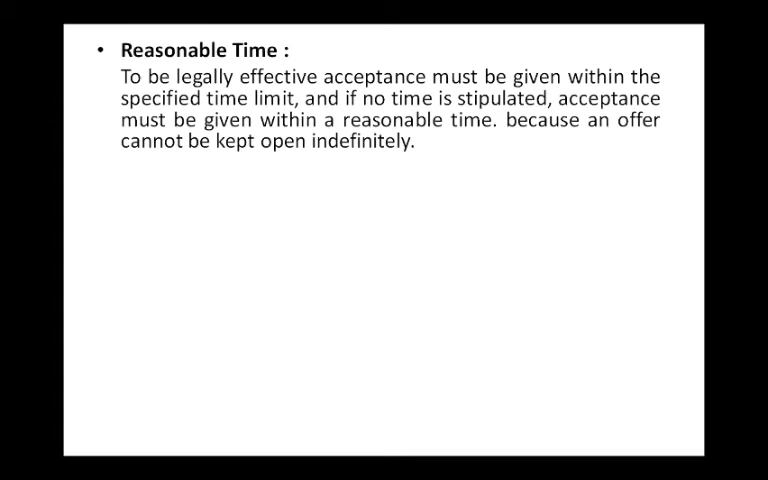 • Reasonable Time :
To be legally effective acceptance must be given within the
specified time limit, and if no time is stipulated, acceptance
must be given within a reasonable time. because an offer
cannot be kept open indefinitely.